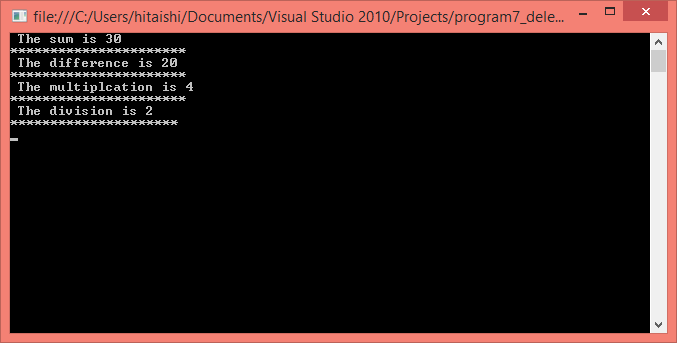 file:///C:/Users/hitaishi/Documents/Visual Studio 2010/Projects/program7_dele...
The sum is 30
**********************
The difference is 20
**********************
The multiplcation is 4
**********************
The division is 2
*********************